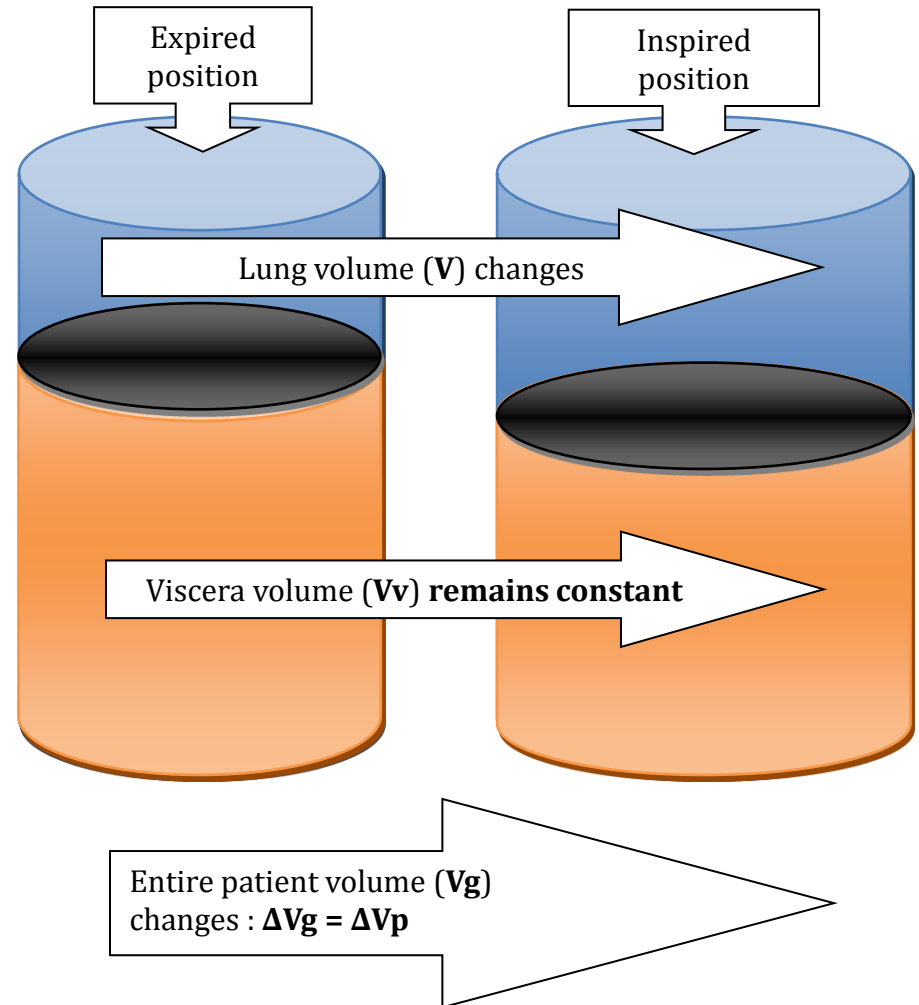 Expired
position
Inspired
position
Lung volume (V) changes
Viscera volume (Vv) remains constant
Entire patient volume (Vg)
changes : ΔVg = ΔVp